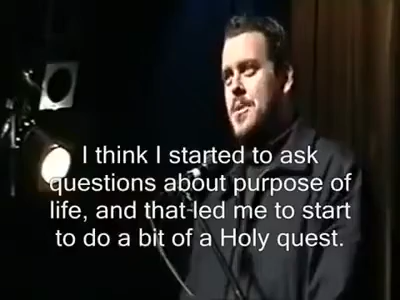 I think I started to ask
questions about purpose of
life, and that led me to start
to do a bit of a Holy quest.